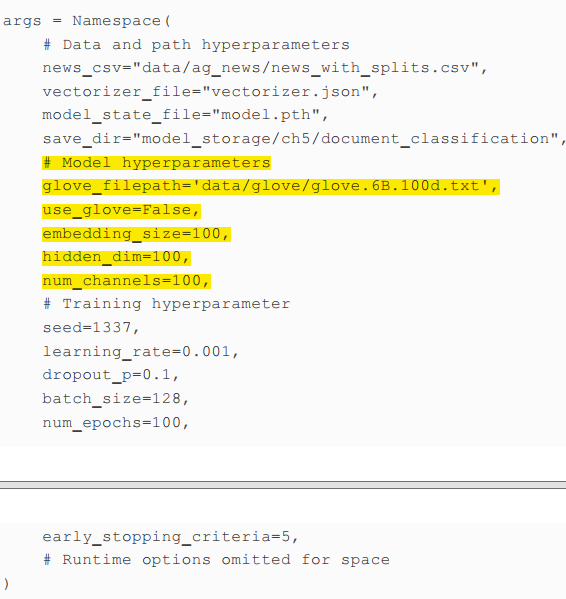 args = Namespace(
    # Data and path hyperparameters
    news_csv="data/ag_news/news_with_splits.csv",
    vectorizer_file="vectorizer.json",
    model_state_file="model.pth",
    save_dir="model_storage/ch5/document_classification",
    # Model hyperparameters
    glove_filepath='data/glove/glove.6B.100d.txt',
    use_glove=False,
    embedding_size=100,
    hidden_dim=100,
    num_channels=100,
    # Training hyperparameter
    seed=1337,
    learning_rate=0.001,
    dropout_p=0.1,
    batch_size=128,
    num_epochs=100,
    early_stopping_criteria=5,
    # Runtime options omitted for space
)